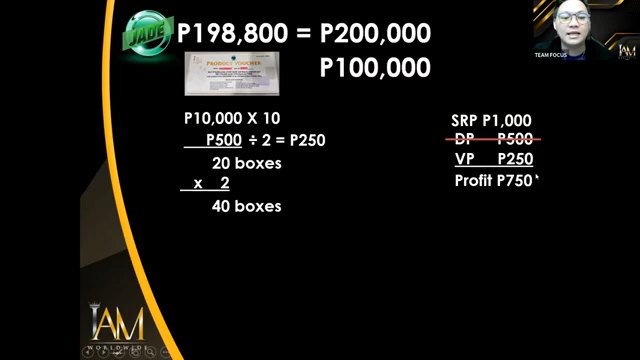 JADE
P198,800 = P200,000
PRODUCT VOUCHER
P100,000
P10,000 X 10
P500 ÷ 2 = P250
20 boxes
x 2
40 boxes
SRP P1,000
DP P500
VP P250
Profit P750
TEAM FOCUS
IAM
IAM
WORLDWIDE